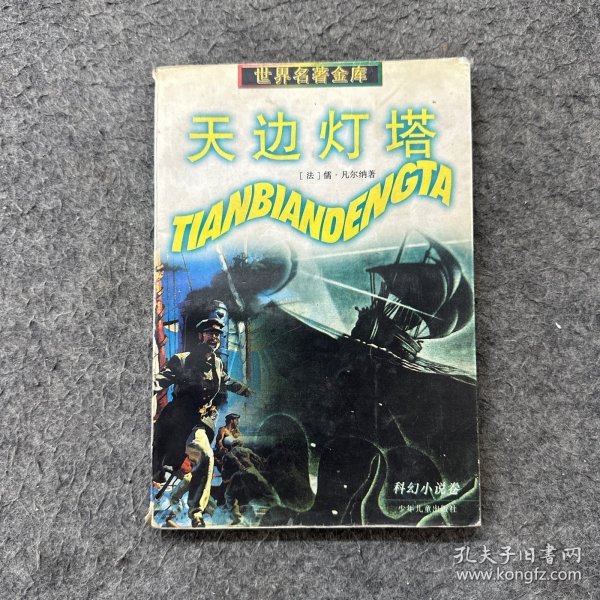 世界名著金库
天边灯塔
［法］儒·凡尔纳著
TIANBIANDENGTA
科幻小说卷
少年儿童出版社
孔夫子旧书网
www.kongfz.com